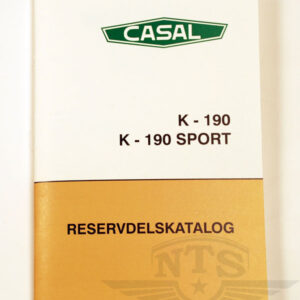 CASAL
K - 190
K - 190 SPORT
RESERVDELSKATALOG
NTS